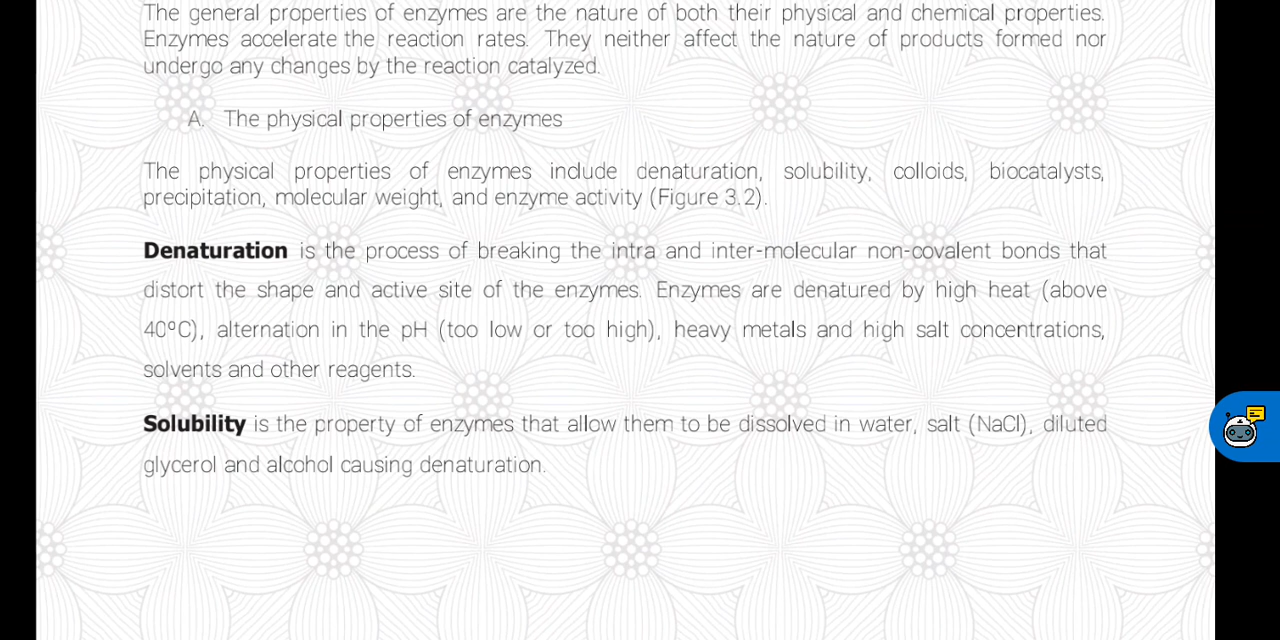 The general properties of enzymes are the nature of both their physical and chemical properties.
Enzymes accelerate the reaction rates. They neither affect the nature of products formed nor
undergo any changes by the reaction catalyzed.
A. The physical properties of enzymes
The physical properties of enzymes include denaturation, solubility, colloids, biocatalysts,
precipitation, molecular weight, and enzyme activity (Figure 3.2).
Denaturation is the process of breaking the intra and inter-molecular non-covalent bonds that
distort the shape and active site of the enzymes. Enzymes are denatured by high heat (above
40ºC), alternation in the pH (too low or too high), heavy metals and high salt concentrations,
solvents and other reagents.
Solubility is the property of enzymes that allow them to be dissolved in water, salt (NaCl), diluted
glycerol and alcohol causing denaturation.